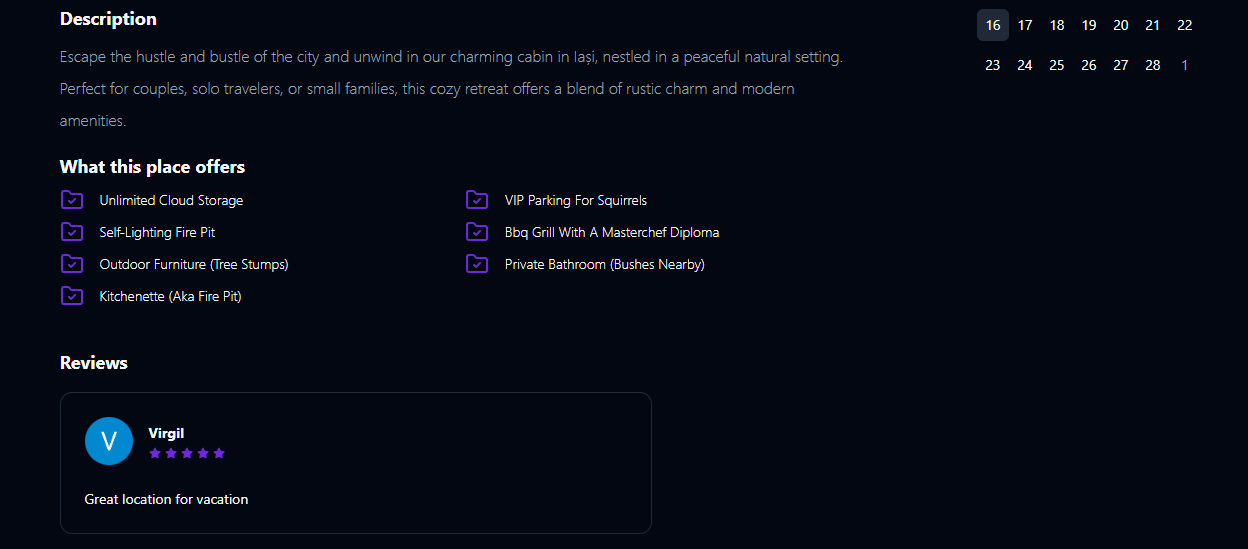 Description
Escape the hustle and bustle of the city and unwind in our charming cabin in Iași, nestled in a peaceful natural setting.
Perfect for couples, solo travelers, or small families, this cozy retreat offers a blend of rustic charm and modern
amenities.
What this place offers
Unlimited Cloud Storage
VIP Parking For Squirrels
Self-Lighting Fire Pit
Bbq Grill With A Masterchef Diploma
Outdoor Furniture (Tree Stumps)
Private Bathroom (Bushes Nearby)
Kitchenette (Aka Fire Pit)
Reviews
V
Virgil
Great location for vacation
16 17 18 19 20 21 22
23 24 25 26 27 28 1